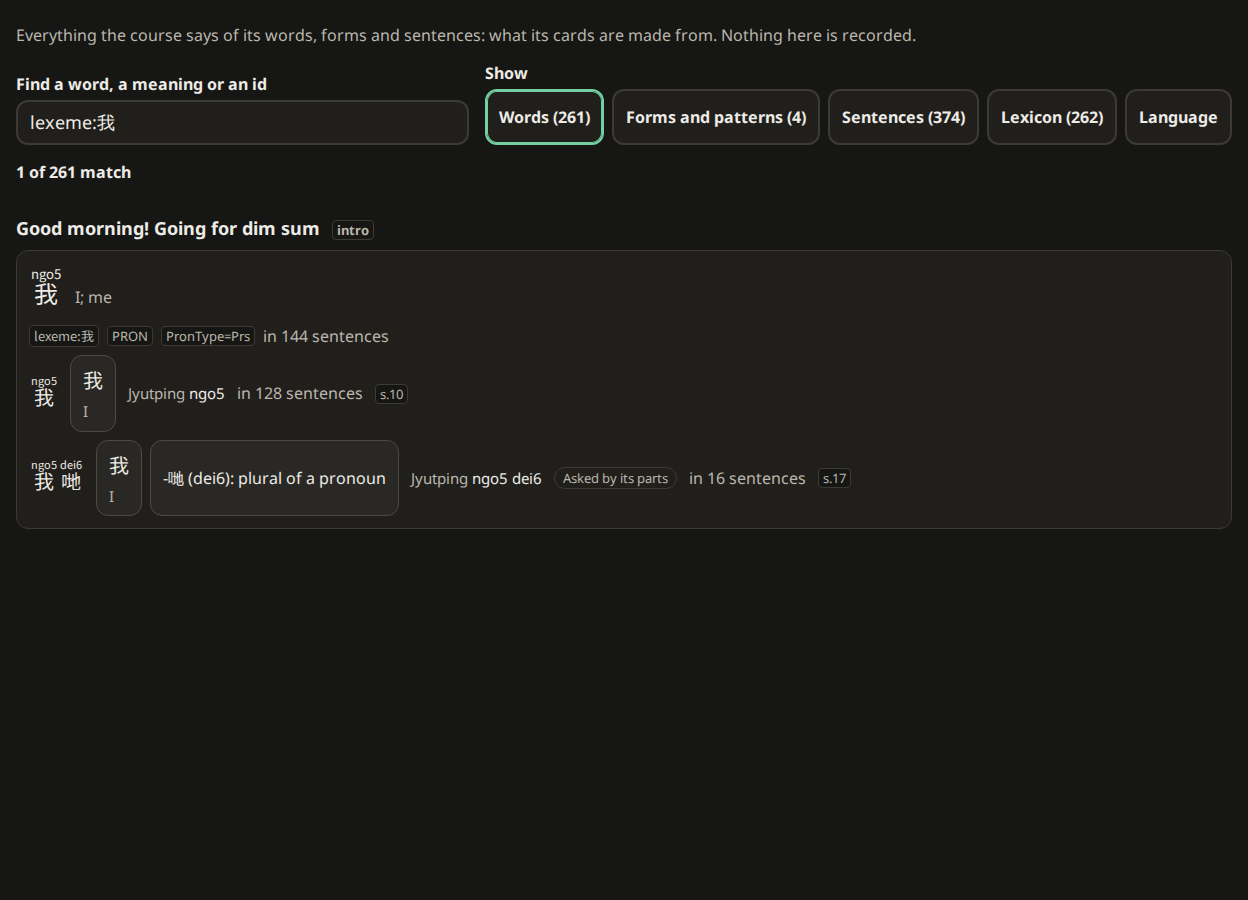 Everything the course says of its words, forms and sentences: what its cards are made from. Nothing here is recorded.
Find a word, a meaning or an id
Show
lexeme:我
Words (261)
Forms and patterns (4)
Sentences (374)
Lexicon (262)
Language
1 of 261 match
Good morning! Going for dim sum intro
ngo5
我 I; me
lexeme:我 PRON PronType=Prs in 144 sentences
ngo5
我
我
I
Jyutping ngo5 in 128 sentences s.10
ngo5 dei6
我 哋
我
I
-哋 (dei6): plural of a pronoun
Jyutping ngo5 dei6 Asked by its parts in 16 sentences s.17